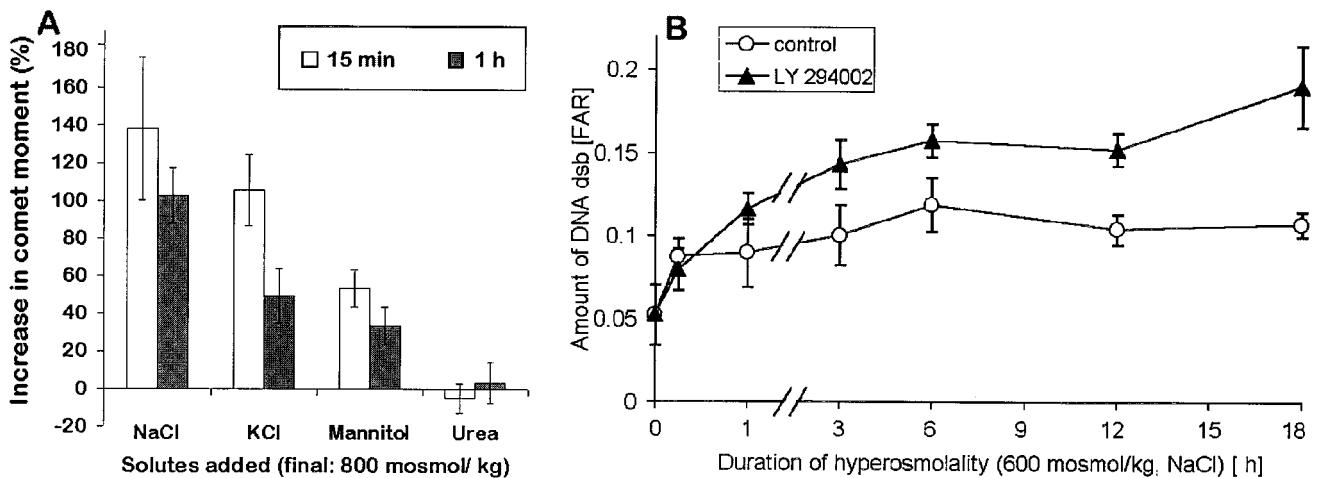 A
Increase in comet moment (%)
180
160
140
120
100
80
60
40
20
0
-20
15 min
1 h
NaCl
KCl
Mannitol
Urea
Solutes added (final: 800 mosmol/ kg)
B
Amount of DNA dsb [FAR]
0.2
0.15
0.1
0.05
0
control
LY 294002
0
1
3
6
9
12
15
18
Duration of hyperosmolality (600 mosmol/kg, NaCl) [ h]